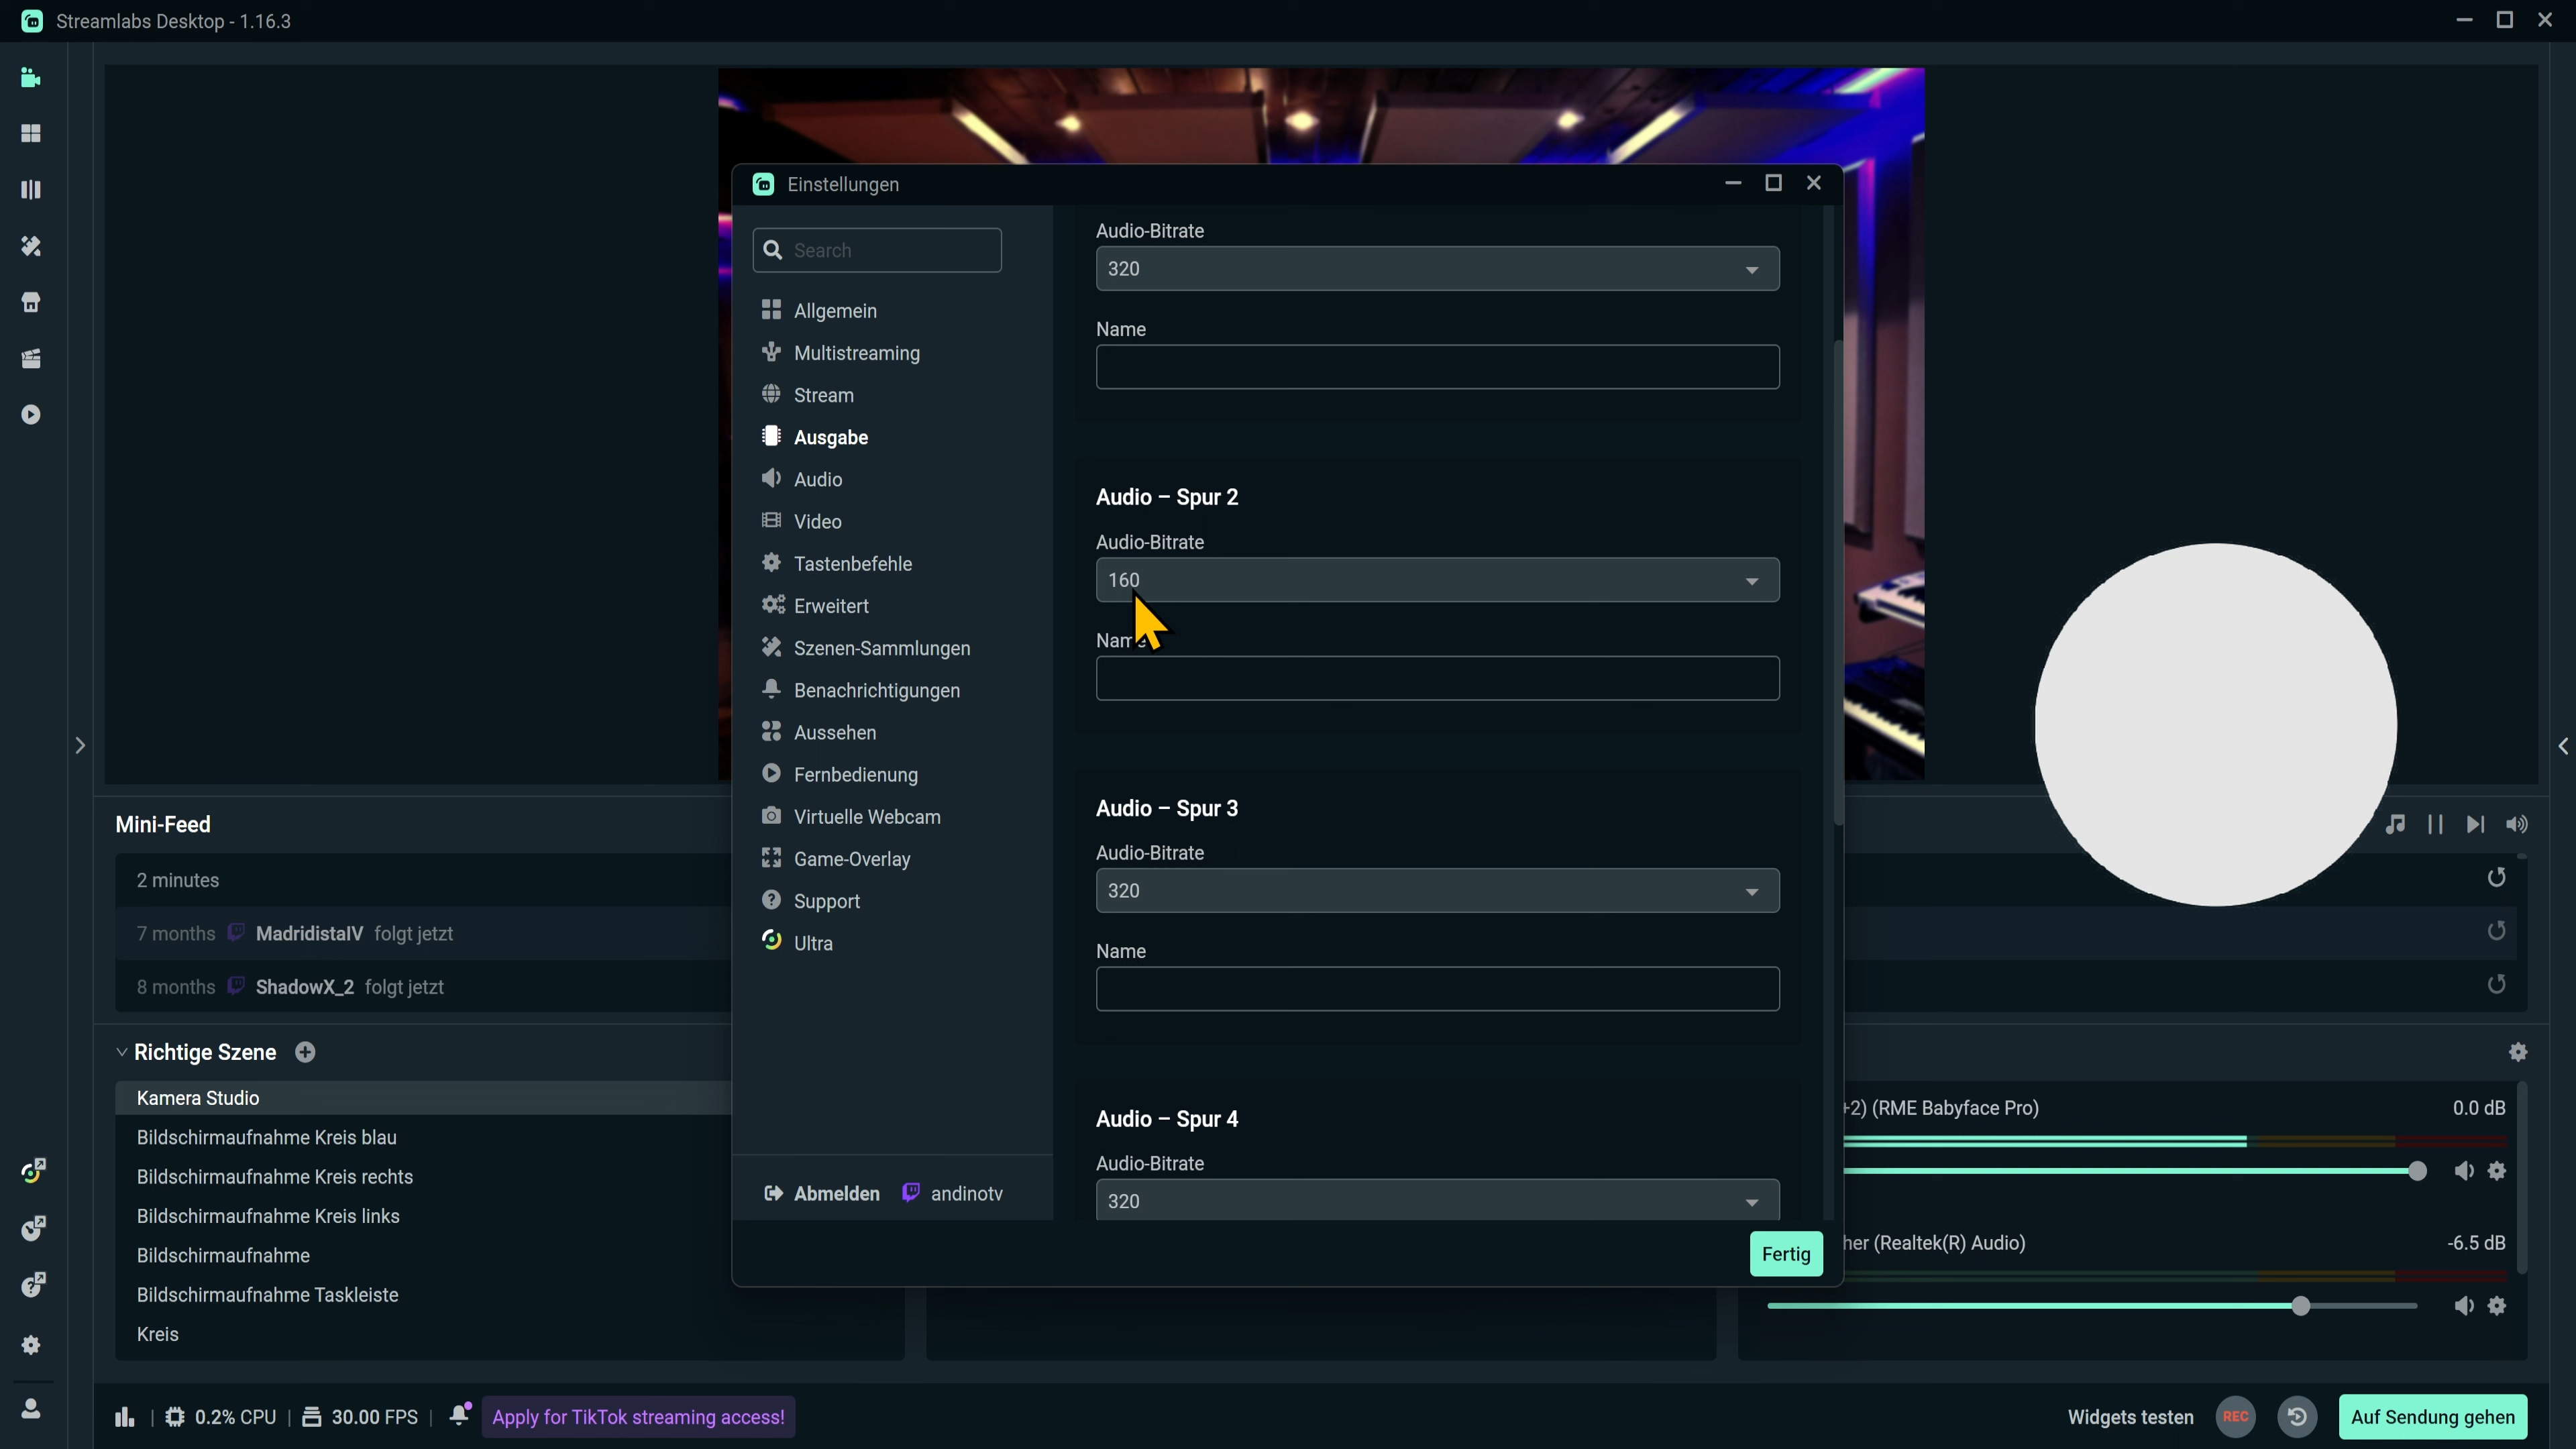 Streamlabs Desktop - 1.16.3
Einstellungen
Search
Allgemein
Multistreaming
Stream
Ausgabe
Audio
Video
Tastenbefehle
Erweitert
Szenen-Sammlungen
Benachrichtigungen
Aussehen
Fernbedienung
Virtuelle Webcam
Game-Overlay
Support
Ultra
Abmelden andinotv
Audio-Bitrate
320
Name
Audio – Spur 2
Audio-Bitrate
160
Name
Audio – Spur 3
Audio-Bitrate
320
Name
Audio – Spur 4
Audio-Bitrate
320
Fertig
Mini-Feed
2 minutes
7 months MadridistaIV folgt jetzt
8 months ShadowX_2 folgt jetzt
Richtige Szene
Kamera Studio
Bildschirmaufnahme Kreis blau
Bildschirmaufnahme Kreis rechts
Bildschirmaufnahme Kreis links
Bildschirmaufnahme
Bildschirmaufnahme Taskleiste
Kreis
+2) (RME Babyface Pro) 0.0 dB
her (Realtek(R) Audio) -6.5 dB
0.2% CPU 30.00 FPS Apply for TikTok streaming access!
Widgets testen REC Auf Sendung gehen